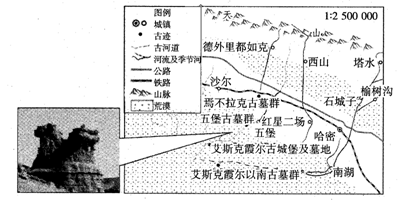 图例
城镇
古迹
古河道
河流及季节河
公路
铁路
山脉
荒漠
1:2 500 000
天
山
德外里都如克
西山
塔水
沙尔
榆树沟
石城子
焉不拉克古墓群
五堡古墓群
红星二场
五堡
哈密
艾斯克霞尔古城堡及墓地
艾斯克霞尔以南古墓群
南湖